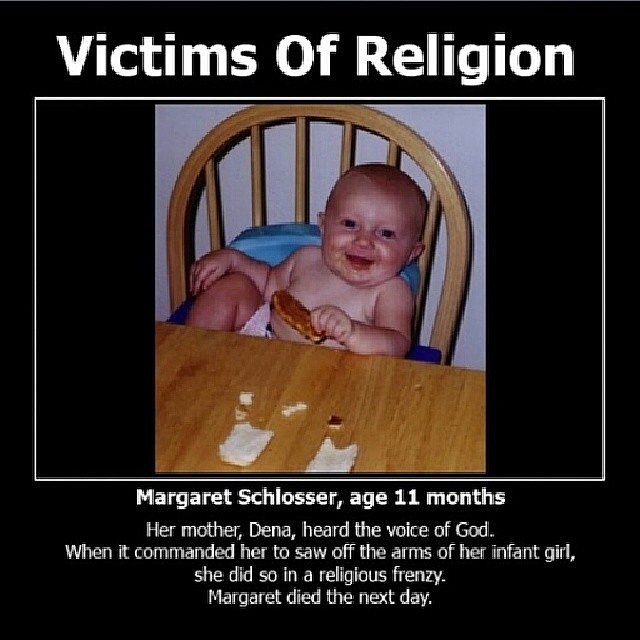 Victims Of Religion
Margaret Schlosser, age 11 months
Her mother, Dena, heard the voice of God.
When it commanded her to saw off the arms of her infant girl,
she did so in a religious frenzy.
Margaret died the next day.